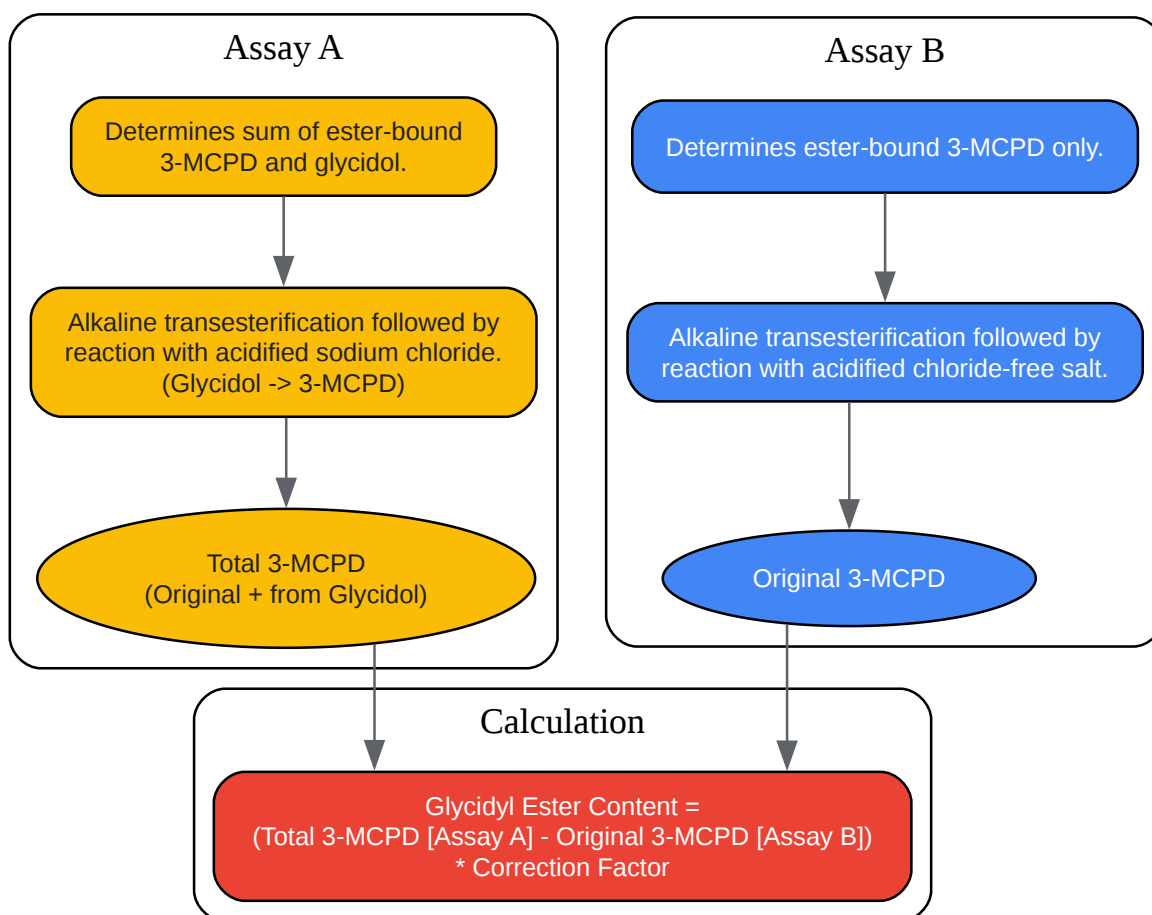 Assay A
Determines sum of ester-bound
3-MCPD and glycidol.
Alkaline transesterification followed by
reaction with acidified sodium chloride.
(Glycidol -> 3-MCPD)
Total 3-MCPD
(Original + from Glycidol)
Assay B
Determines ester-bound 3-MCPD only.
Alkaline transesterification followed by
reaction with acidified chloride-free salt.
Original 3-MCPD
Calculation
Glycidyl Ester Content =
(Total 3-MCPD [Assay A] - Original 3-MCPD [Assay B])
* Correction Factor